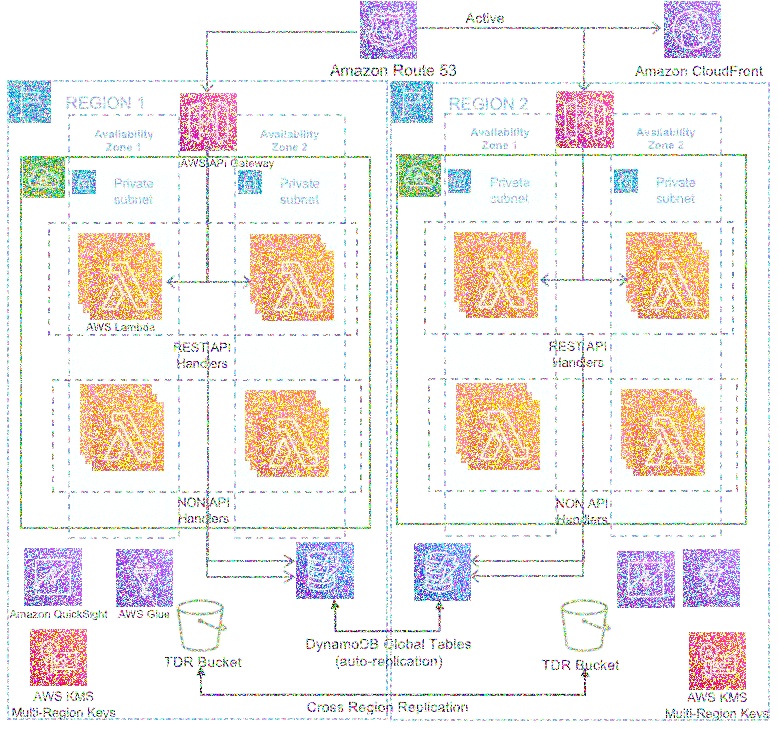 Active
Amazon Route 53
Amazon CloudFront
REGION 1
REGION 2
Availability
Zone 1
Availability
Zone 2
Availability
Zone 1
Availability
Zone 2
AWS API Gateway
Private
subnet
Private
subnet
Private
subnet
Private
subnet
AWS Lambda
REST API
Handlers
REST API
Handlers
NON API
Handlers
NON API
Handlers
Amazon QuickSight
AWS Glue
TDR Bucket
DynamoDB Global Tables
(auto-replication)
TDR Bucket
AWS KMS
Multi-Region Keys
Cross Region Replication
AWS KMS
Multi-Region Keys